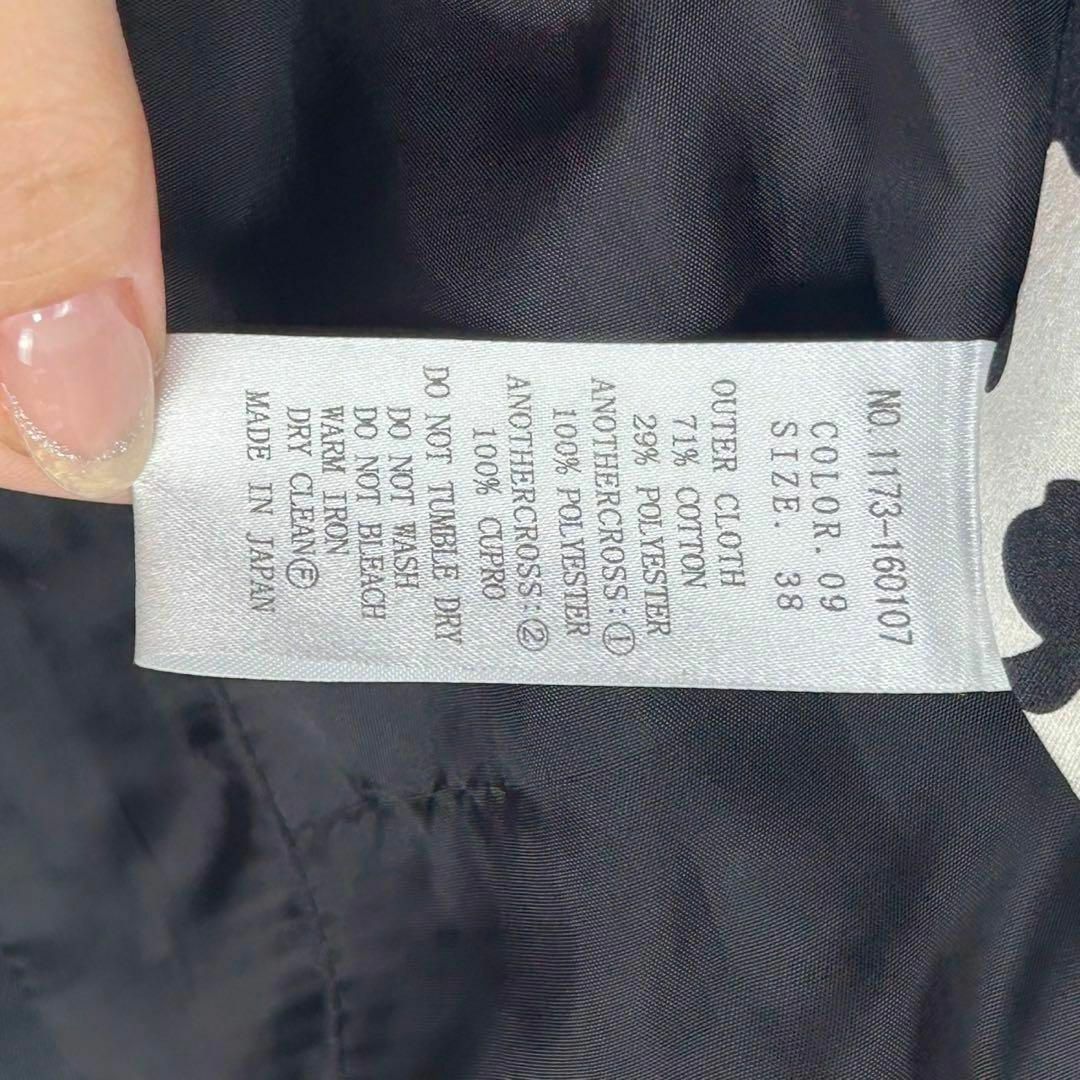 NO.1173-160107
COLOR. 09
SIZE. 38
OUTER CLOTH
71% COTTON
29% POLYESTER
ANOTHERCROSS:①
100% POLYESTER
ANOTHERCROSS:②
100% CUPRO
DO NOT TUMBLE DRY
DO NOT WASH
DO NOT BLEACH
WARM IRON
DRY CLEANⒻ
MADE IN JAPAN